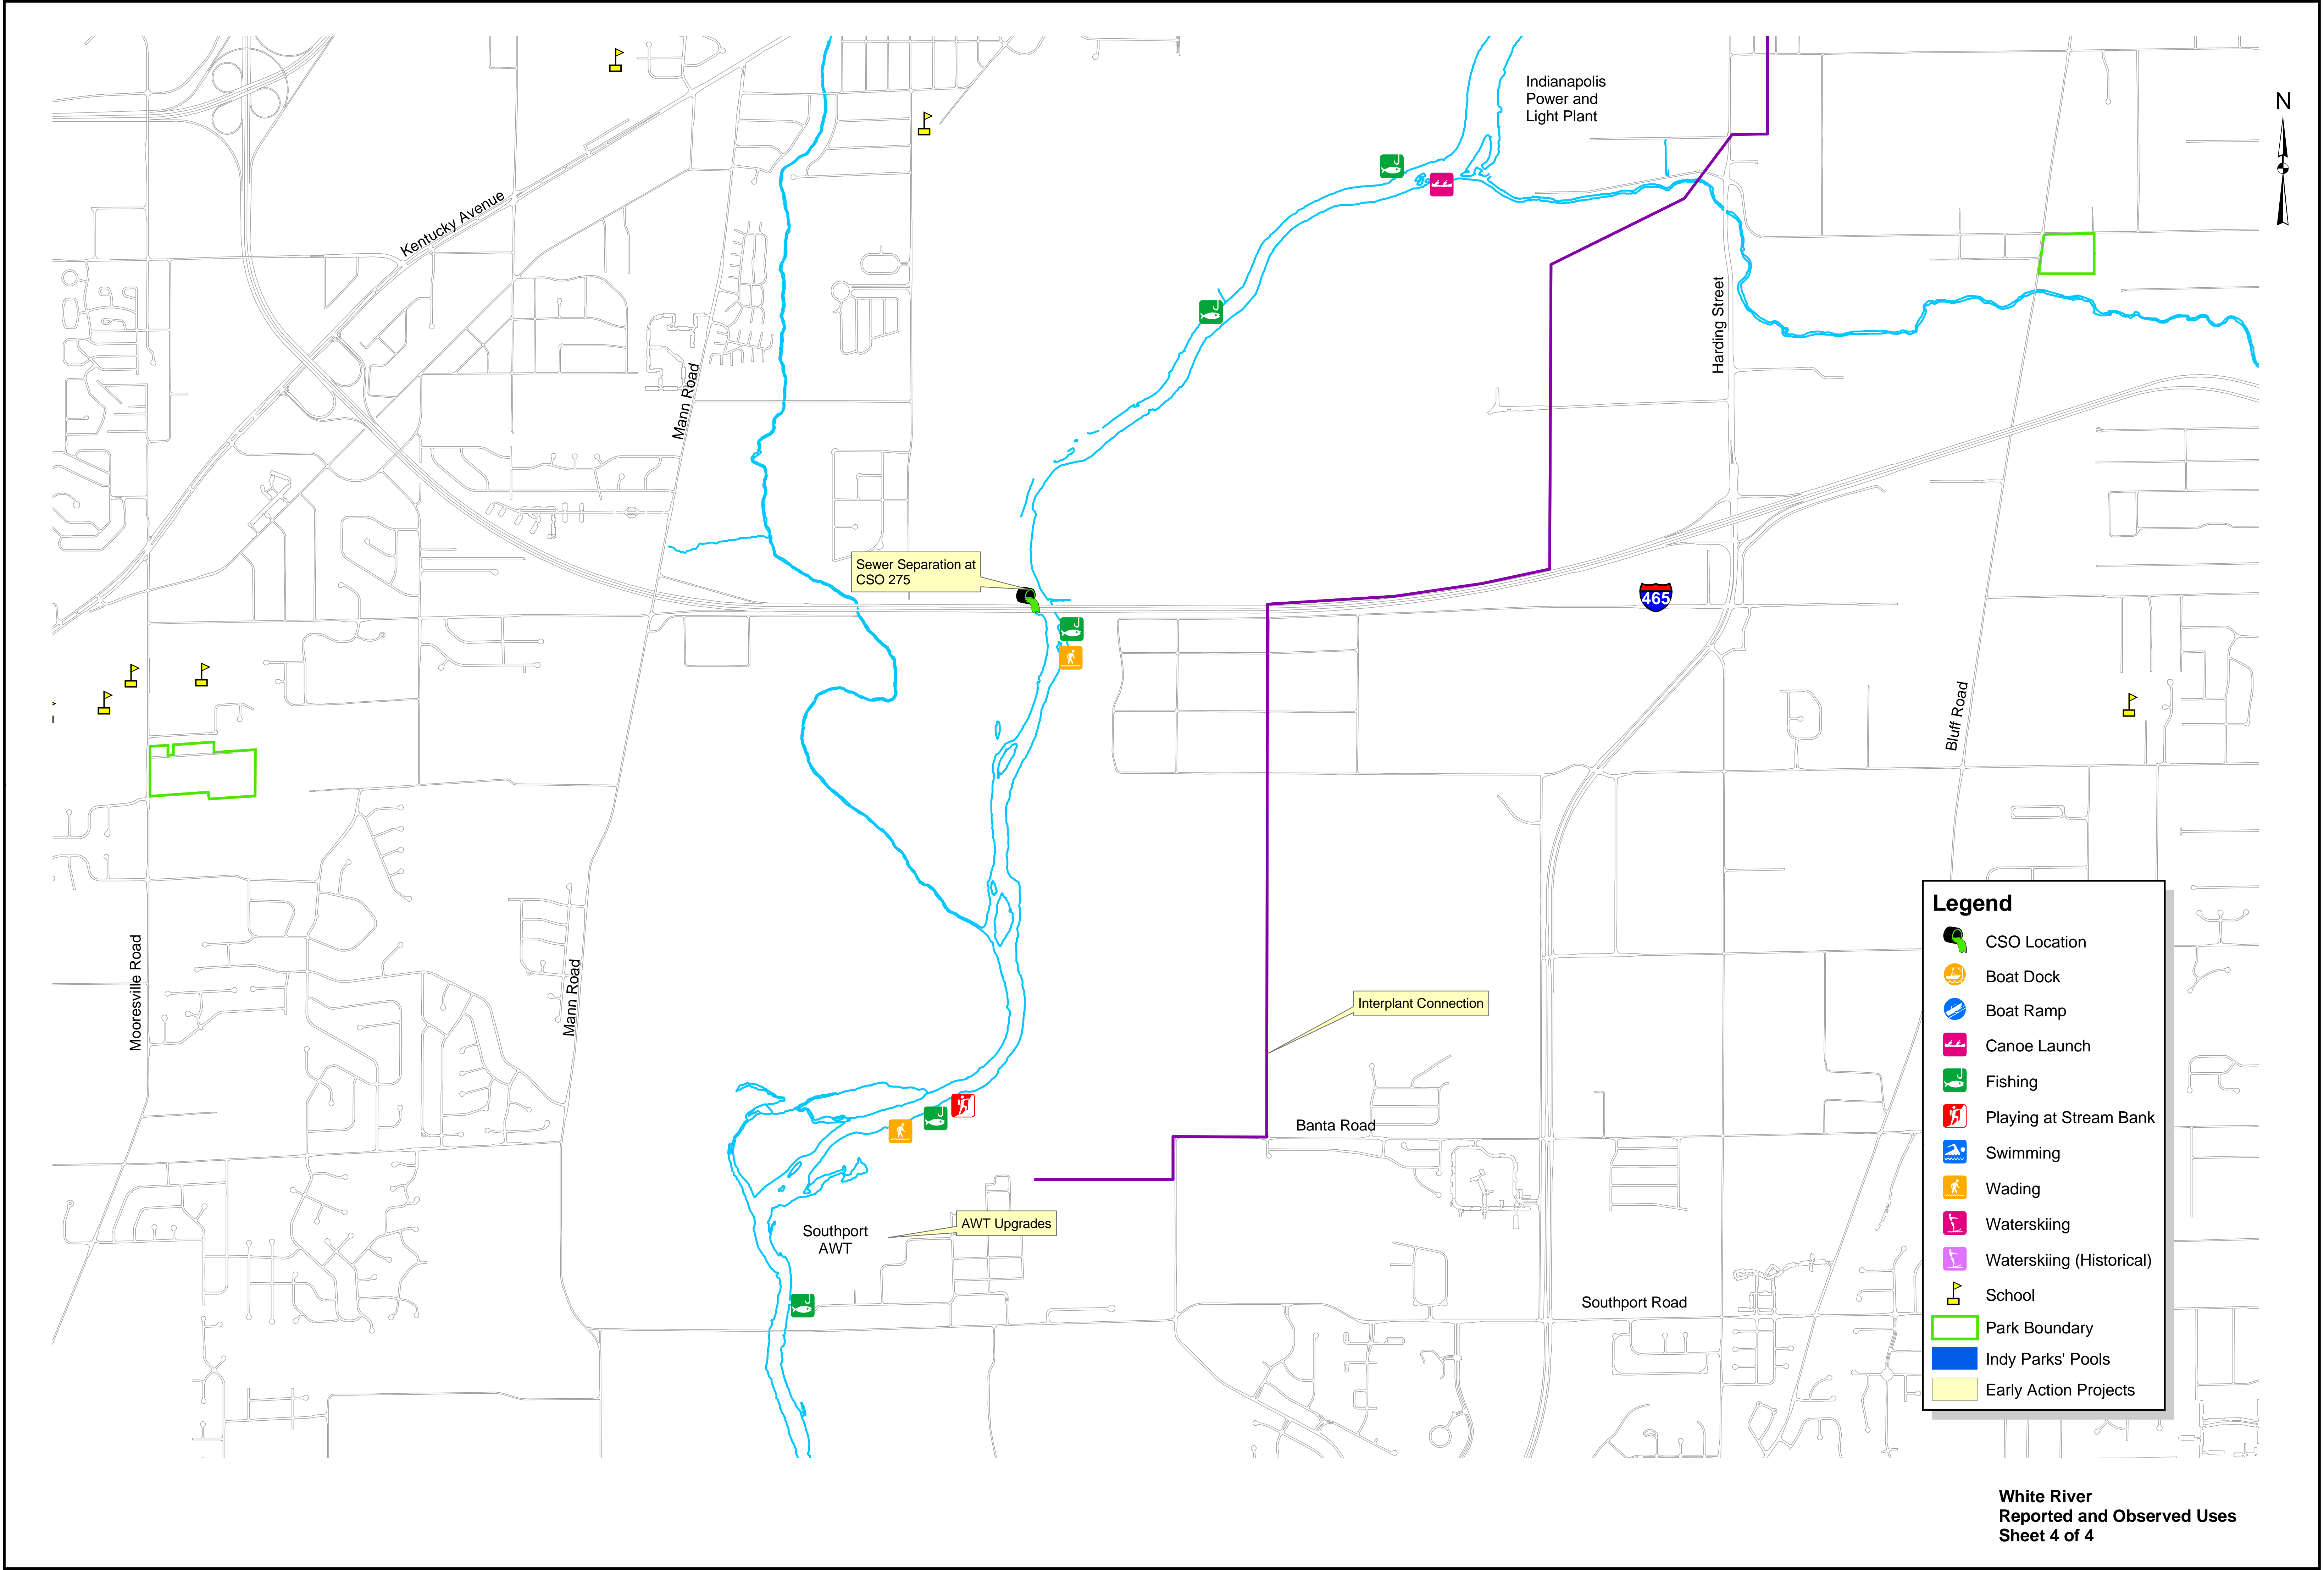 Indianapolis
Power and
Light Plant
N
Kentucky Avenue
Harding Street
Mann Road
Sewer Separation at
CSO 275
465
Bluff Road
Mooresville Road
Mann Road
Interplant Connection
Banta Road
AWT Upgrades
Southport
AWT
Southport Road
Legend
CSO Location
Boat Dock
Boat Ramp
Canoe Launch
Fishing
Playing at Stream Bank
Swimming
Wading
Waterskiing
Waterskiing (Historical)
School
Park Boundary
Indy Parks' Pools
Early Action Projects
White River
Reported and Observed Uses
Sheet 4 of 4